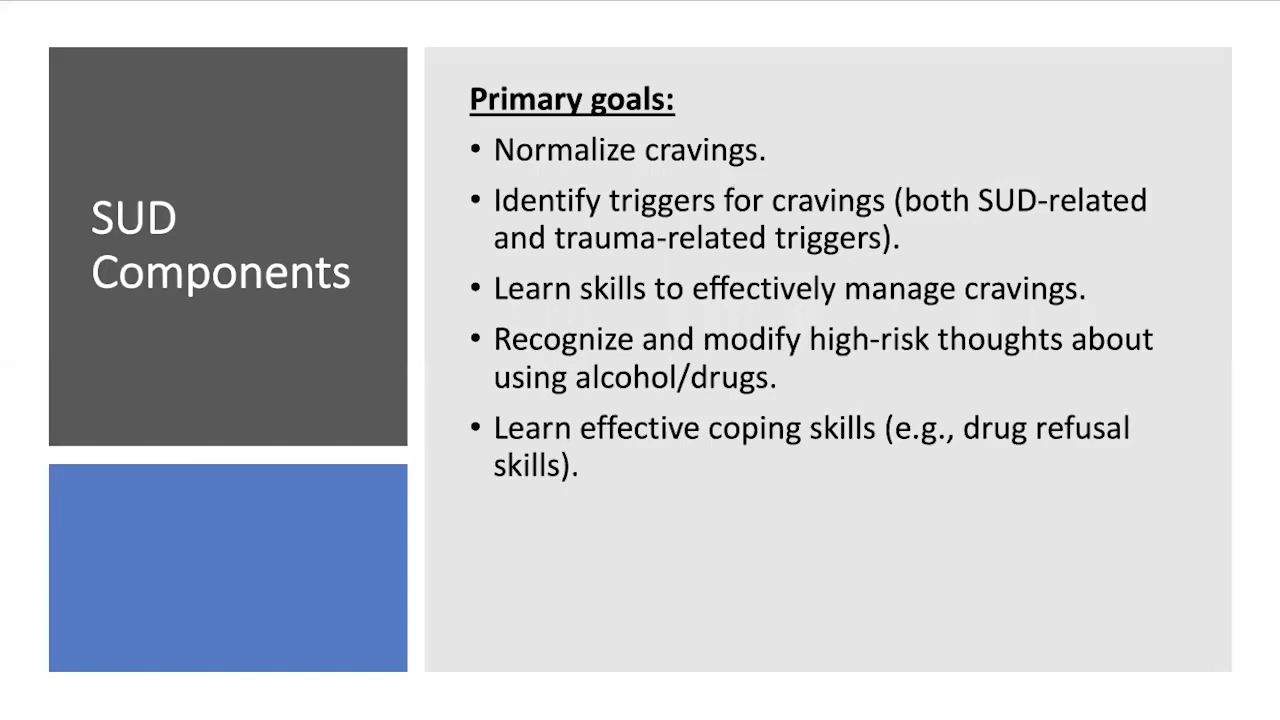 SUD
Components
Primary goals:
• Normalize cravings.
• Identify triggers for cravings (both SUD-related
and trauma-related triggers).
• Learn skills to effectively manage cravings.
• Recognize and modify high-risk thoughts about
using alcohol/drugs.
• Learn effective coping skills (e.g., drug refusal
skills).